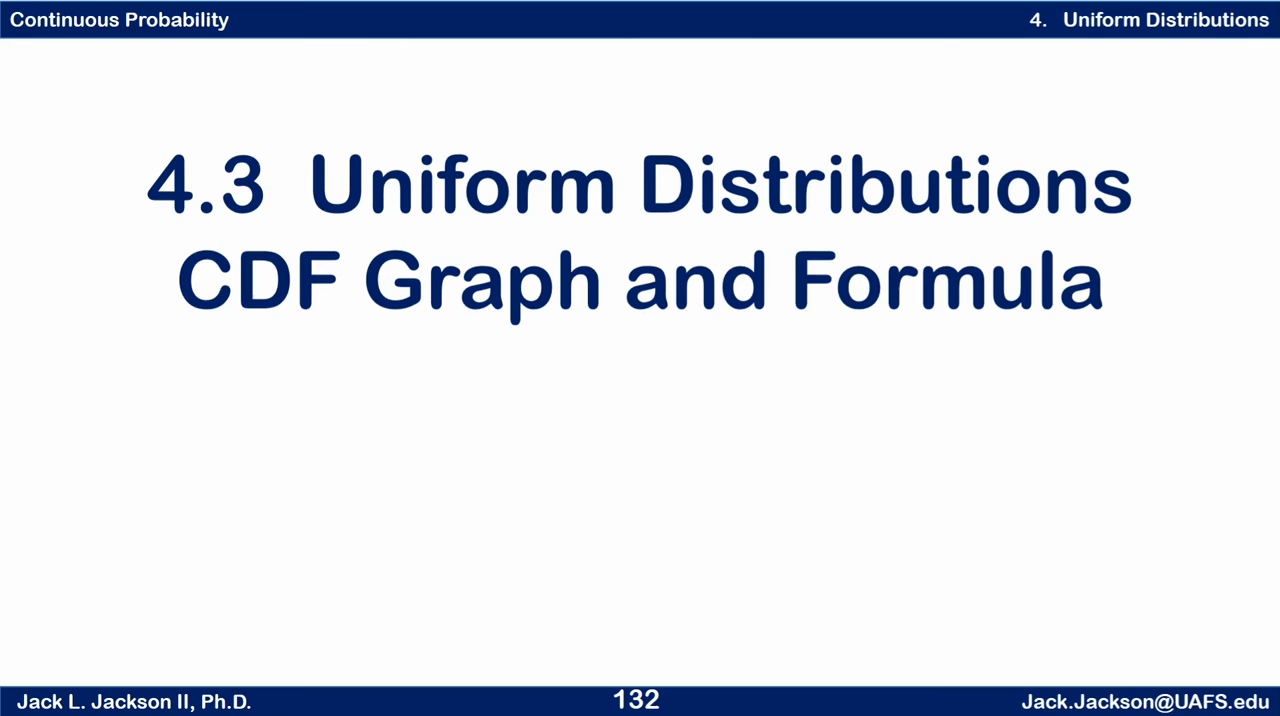 Continuous Probability
4. Uniform Distributions
4.3 Uniform Distributions
CDF Graph and Formula
Jack L. Jackson II, Ph.D.
132
Jack.Jackson@UAFS.edu